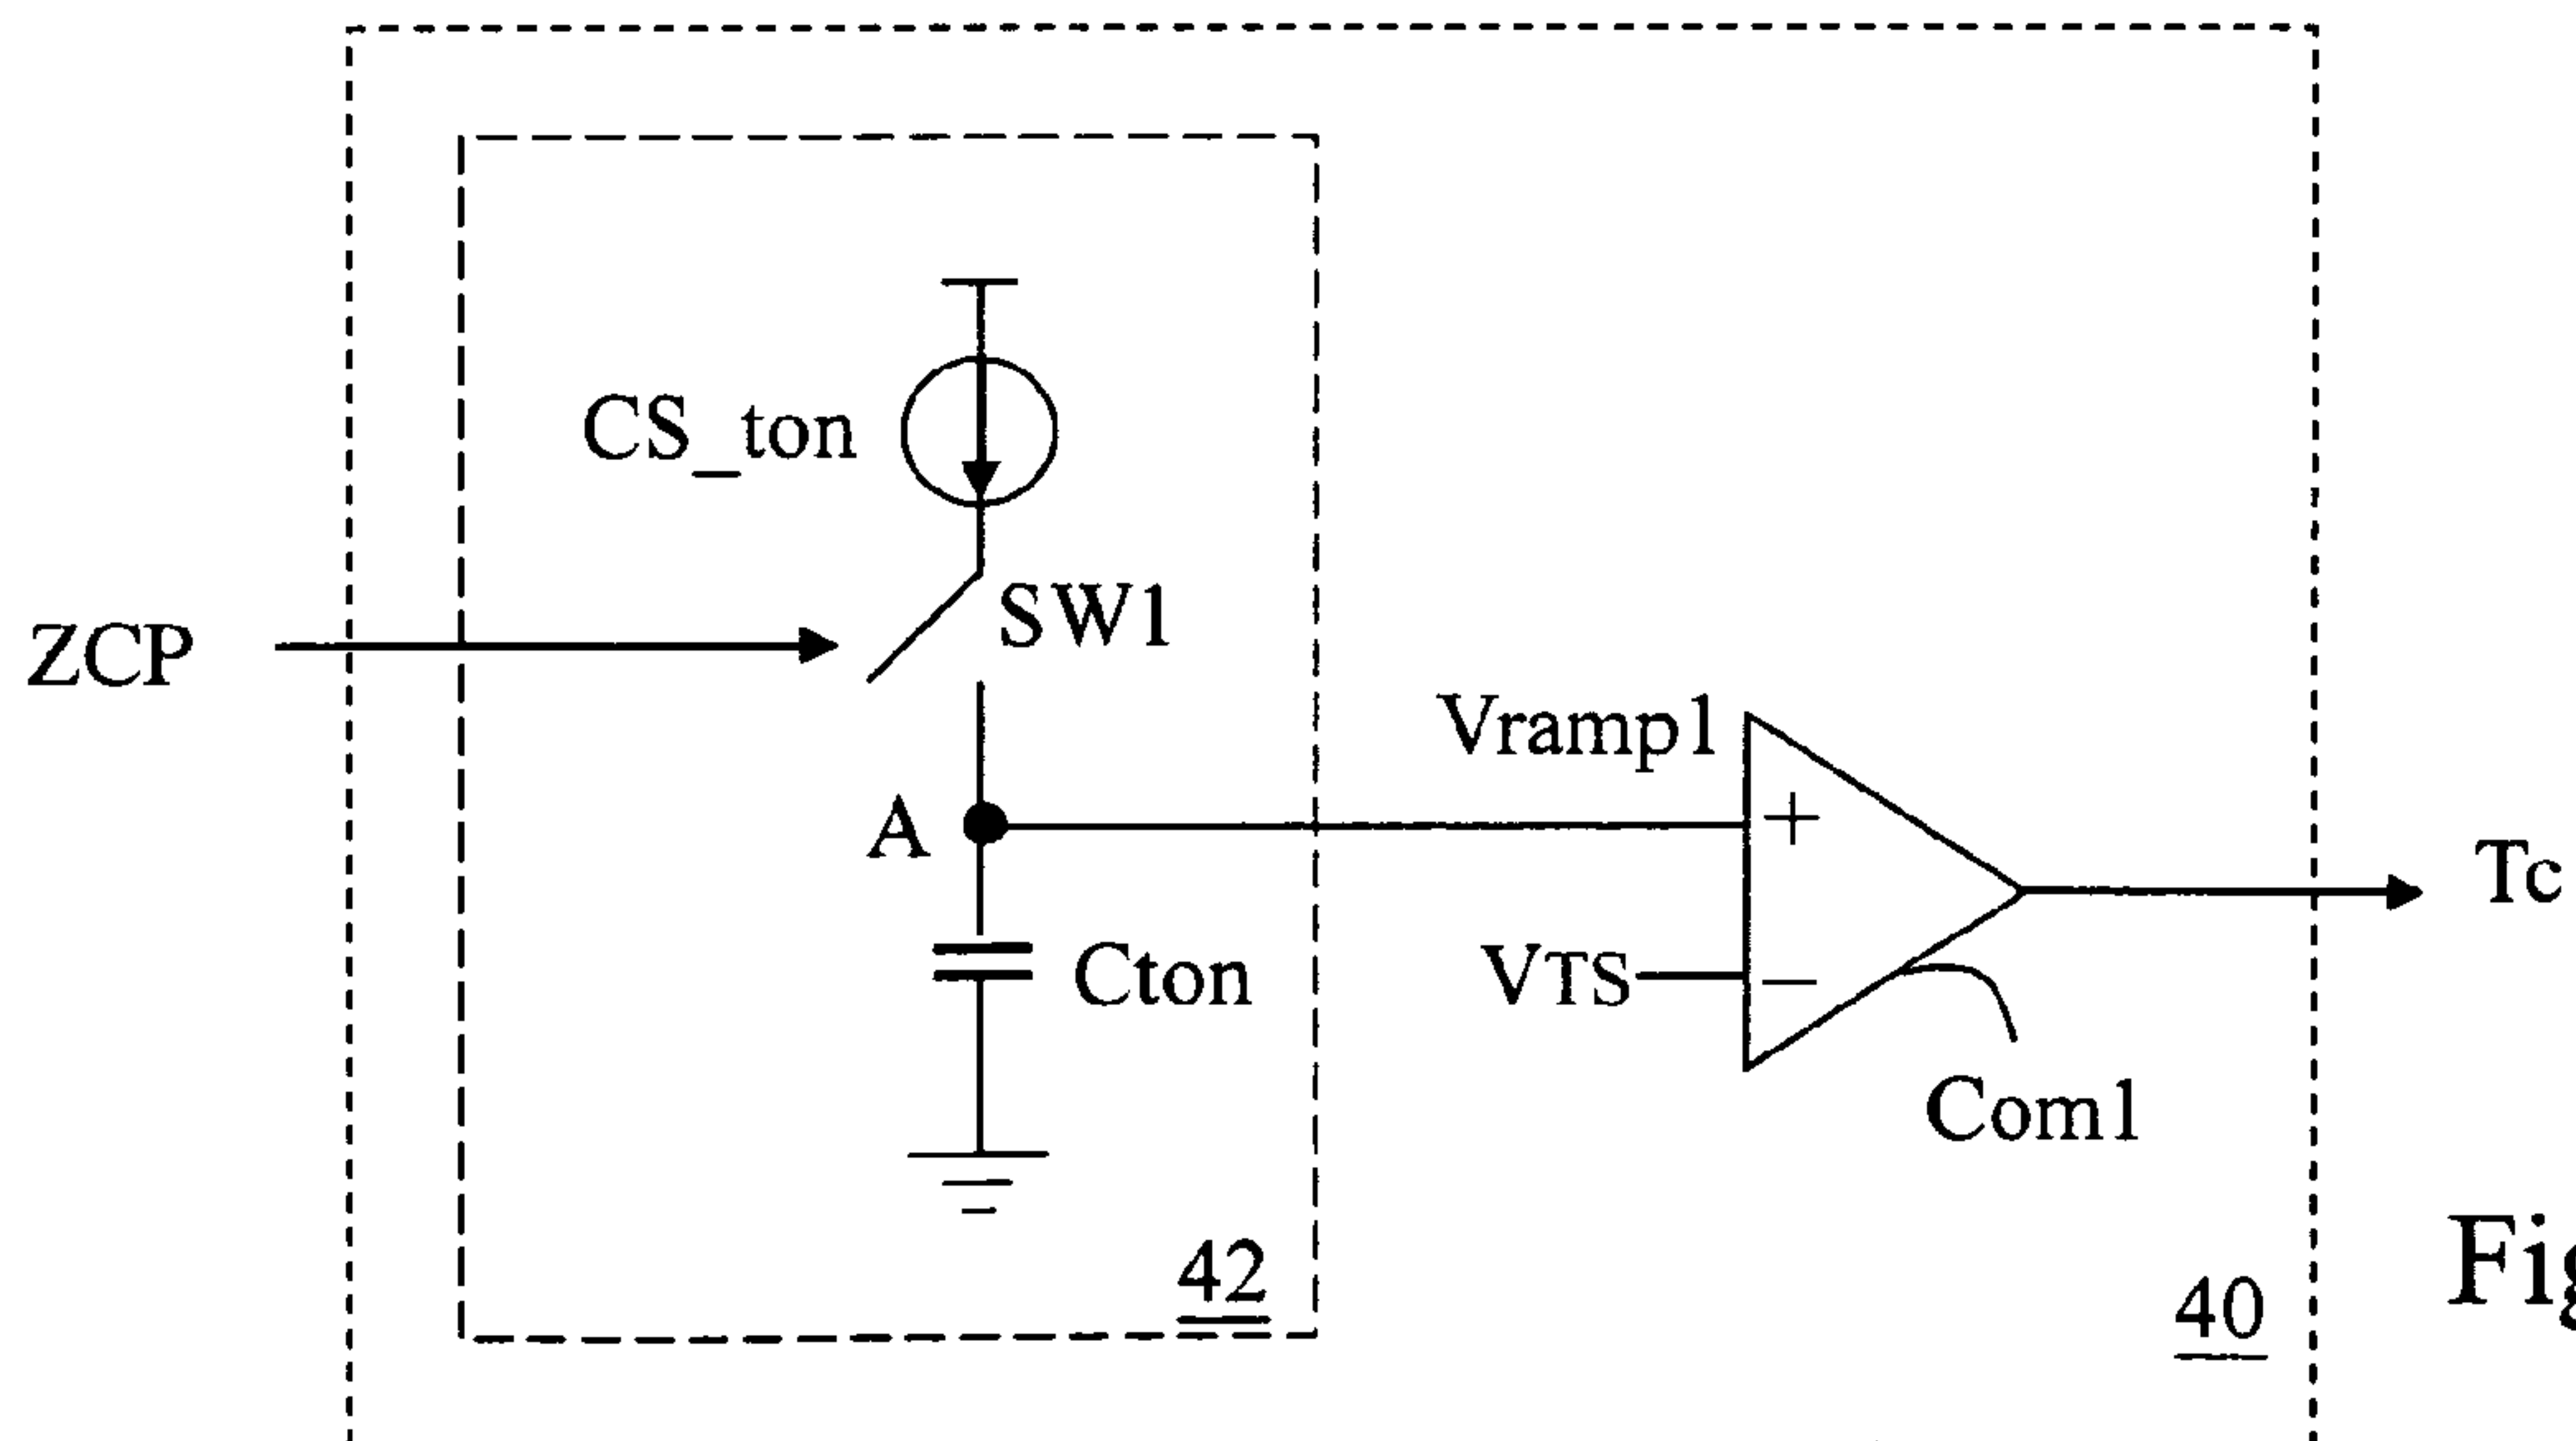 CS_ton
SW1
ZCP
Vramp1
+
A
Tc
VTS
−
Cton
Com1
42
40